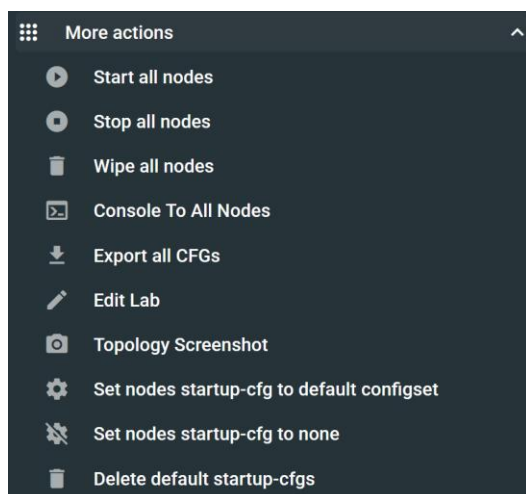 More actions
Start all nodes
Stop all nodes
Wipe all nodes
Console To All Nodes
Export all CFGs
Edit Lab
Topology Screenshot
Set nodes startup-cfg to default configset
Set nodes startup-cfg to none
Delete default startup-cfgs